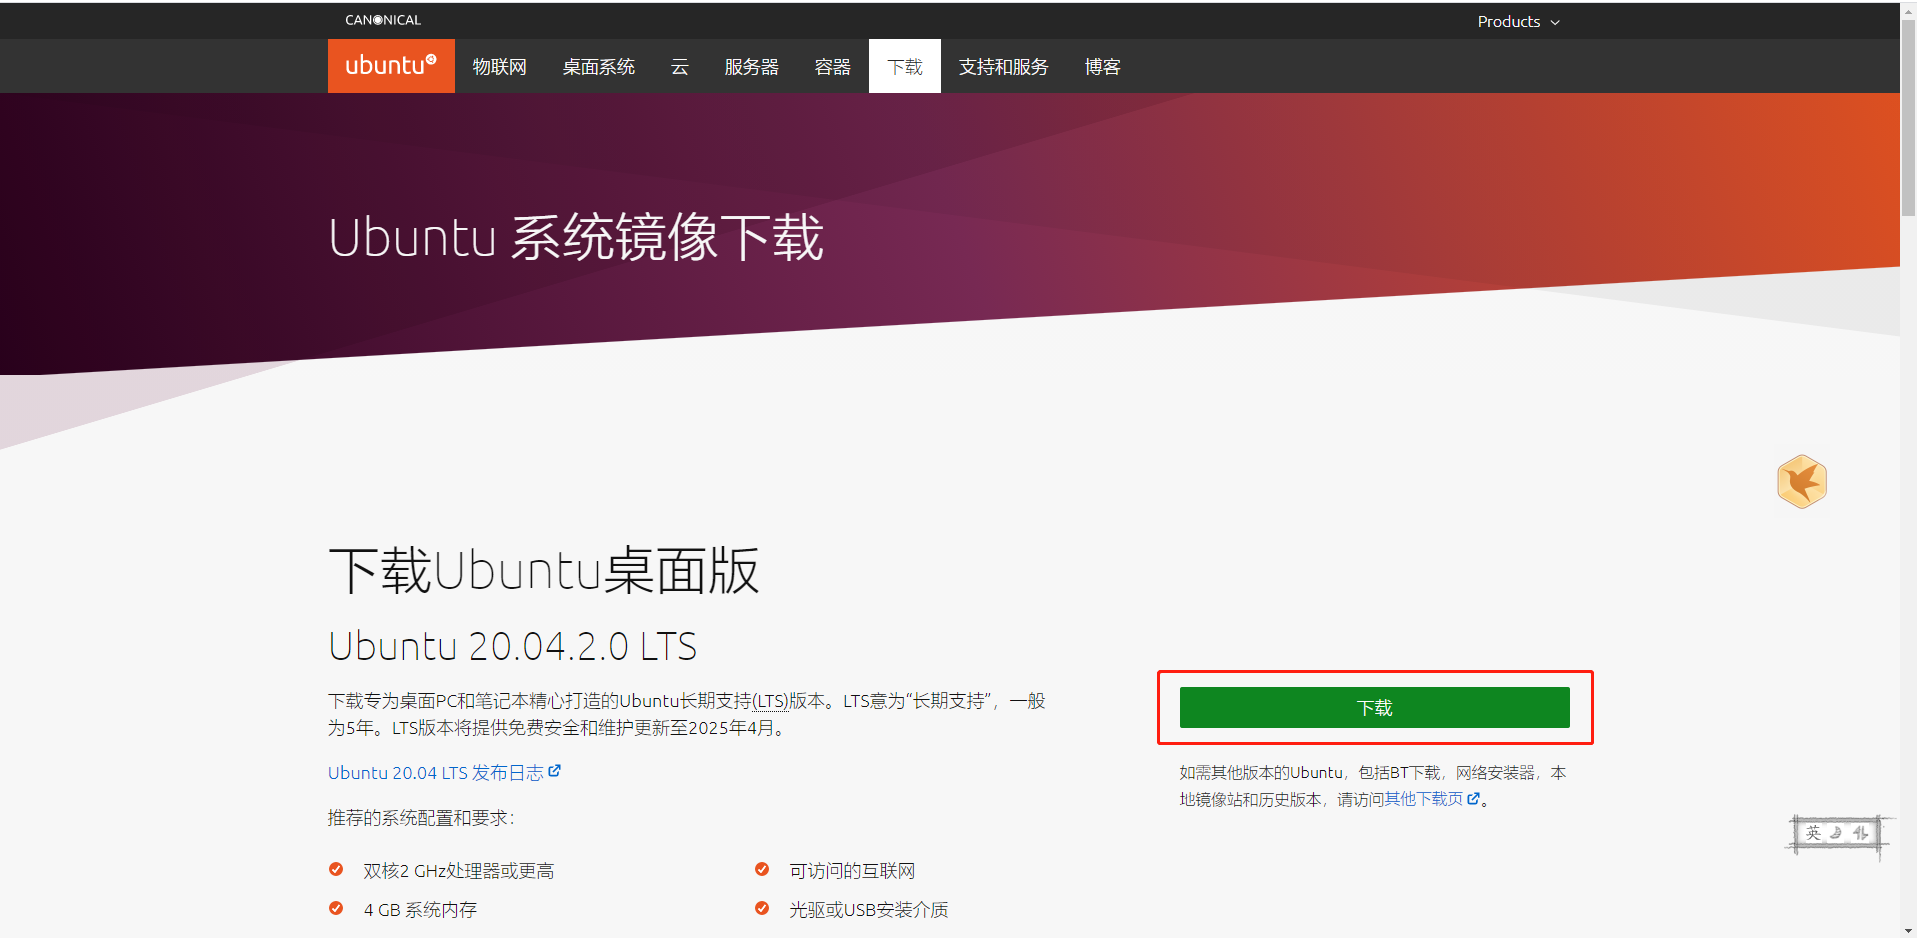 CANONICAL
Products
ubuntu
物联网 桌面系统 云 服务器 容器 下载 支持和服务 博客
Ubuntu 系统镜像下载
下载Ubuntu桌面版
Ubuntu 20.04.2.0 LTS
下载专为桌面PC和笔记本精心打造的Ubuntu长期支持(LTS)版本。LTS意为“长期支持”，一般
为5年。LTS版本将提供免费安全和维护更新至2025年4月。
Ubuntu 20.04 LTS 发布日志
推荐的系统配置和要求：
双核2 GHz处理器或更高
可访问的互联网
4 GB 系统内存
光驱或USB安装介质
下载
如需其他版本的Ubuntu，包括BT下载，网络安装器，本
地镜像站和历史版本，请访问其他下载页。
英